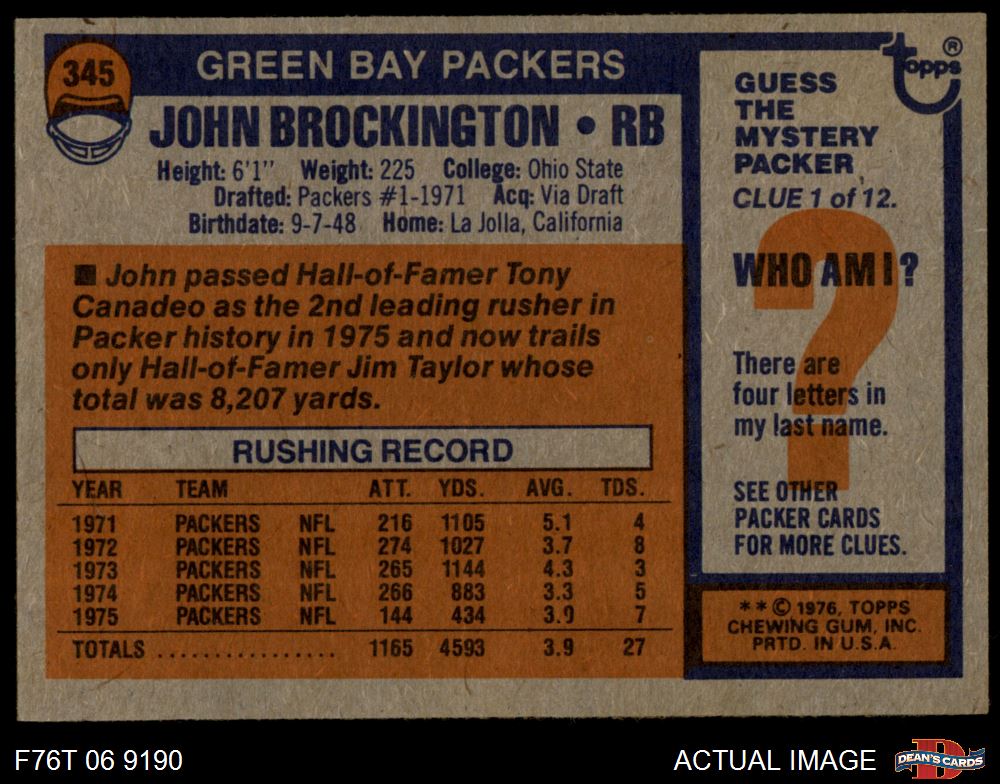 345
GREEN BAY PACKERS
JOHN BROCKINGTON • RB
Height: 6'1" Weight: 225 College: Ohio State
Drafted: Packers #1-1971 Acq: Via Draft
Birthdate: 9-7-48 Home: La Jolla, California
■ John passed Hall-of-Famer Tony
Canadeo as the 2nd leading rusher in
Packer history in 1975 and now trails
only Hall-of-Famer Jim Taylor whose
total was 8,207 yards.
RUSHING RECORD
YEAR TEAM ATT. YDS. AVG. TDS.
1971 PACKERS NFL 216 1105 5.1 4
1972 PACKERS NFL 274 1027 3.7 8
1973 PACKERS NFL 265 1144 4.3 3
1974 PACKERS NFL 266 883 3.3 5
1975 PACKERS NFL 144 434 3.0 7
TOTALS ................ 1165 4593 3.9 27
topps ®
GUESS
THE
MYSTERY
PACKER
CLUE 1 of 12.
?
WHO AM I?
There are
four letters in
my last name.
SEE OTHER
PACKER CARDS
FOR MORE CLUES.
* * © 1976, TOPPS
CHEWING GUM, INC.
PRTD. IN U.S.A.
F76T 06 9190
ACTUAL IMAGE
D
DEAN'S CARDS